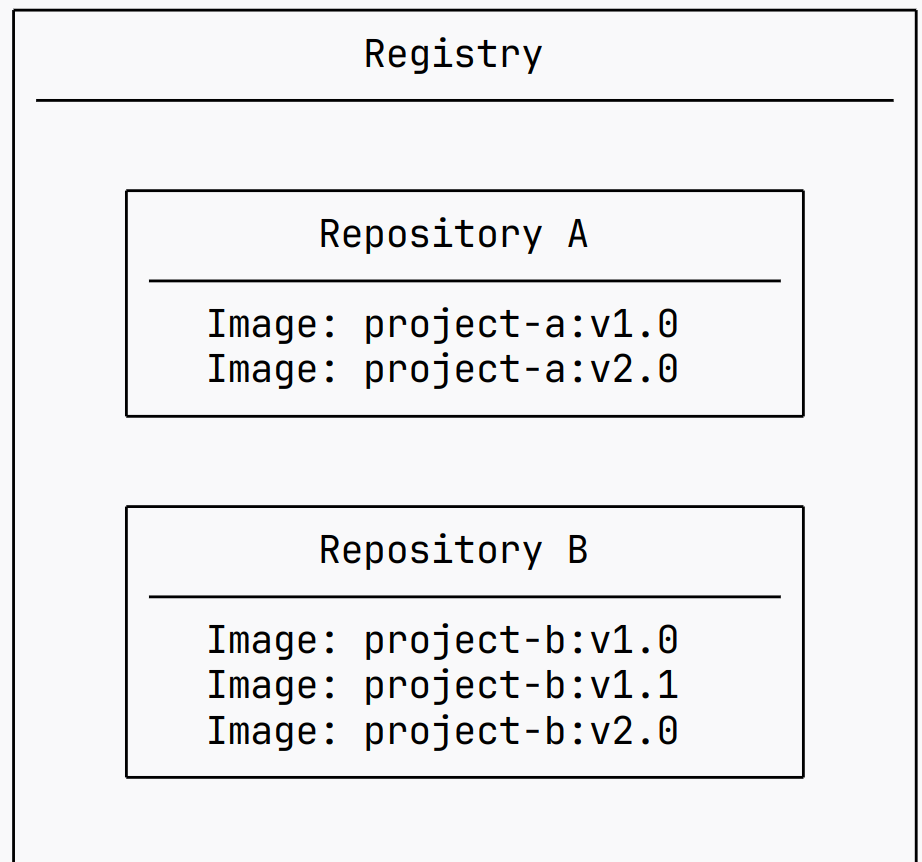 Registry
Repository A
Image: project-a:v1.0
Image: project-a:v2.0
Repository B
Image: project-b:v1.0
Image: project-b:v1.1
Image: project-b:v2.0